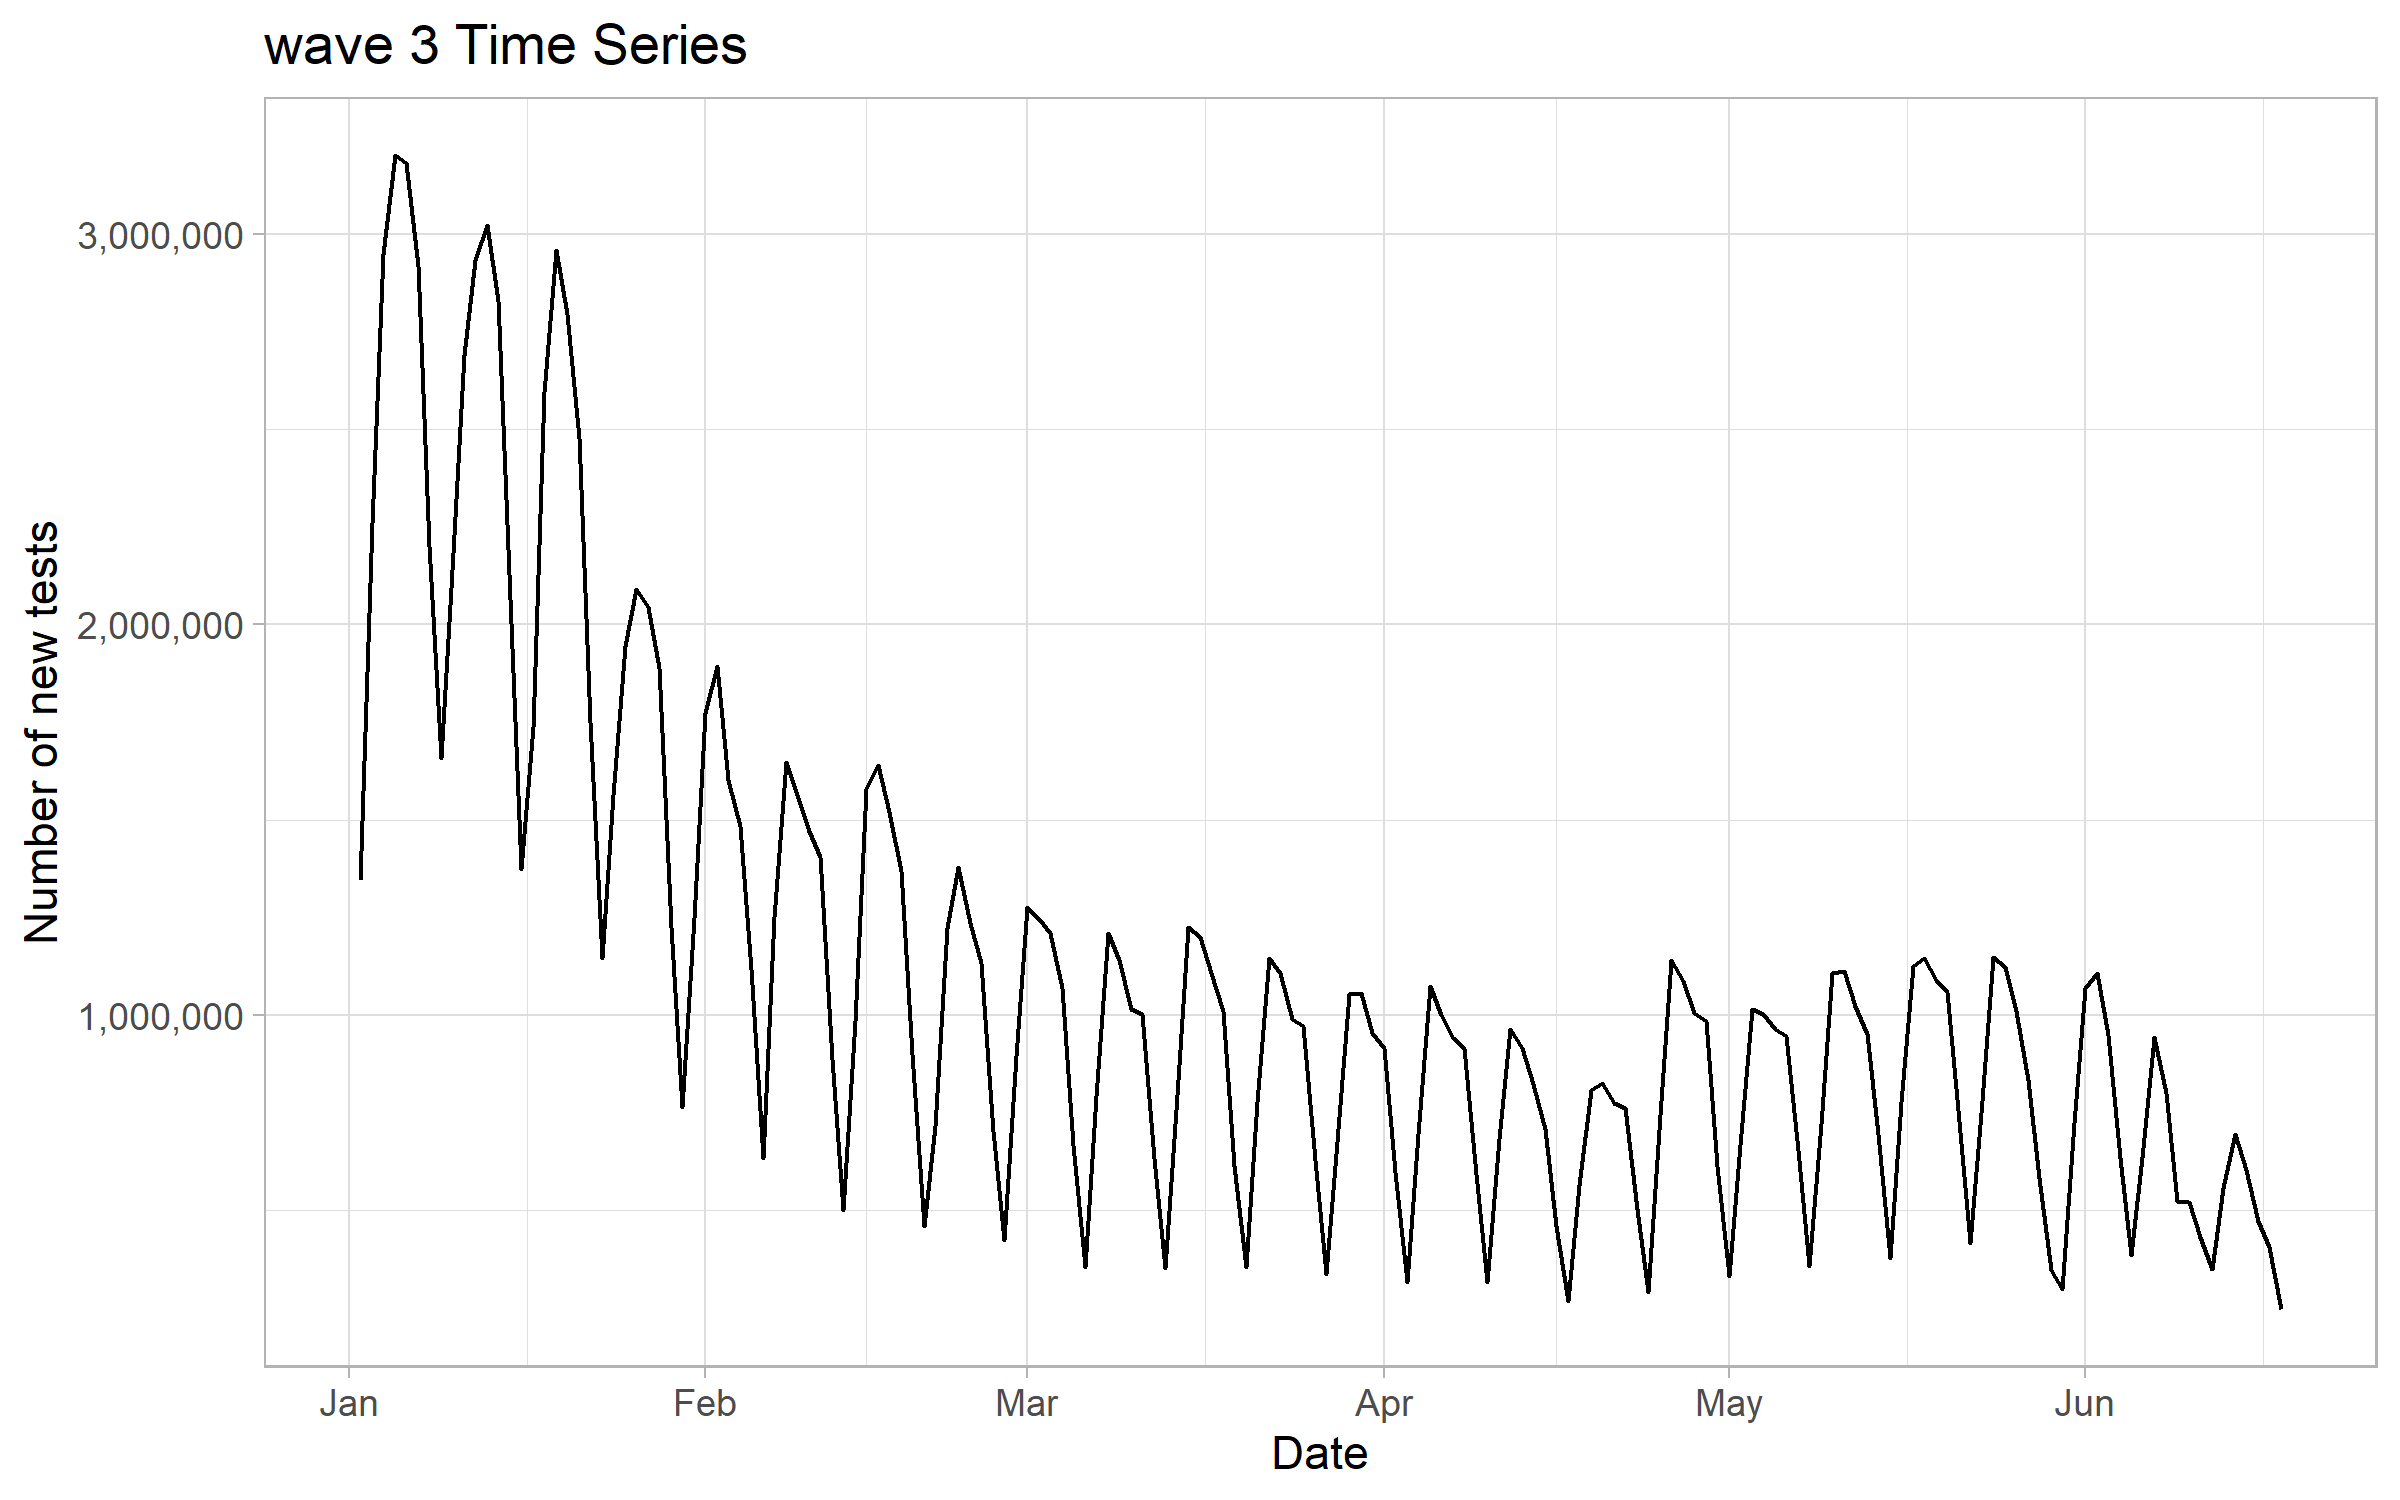 wave 3 Time Series
Number of new tests
3,000,000
2,000,000
1,000,000
Jan Feb Mar Apr May Jun
Date